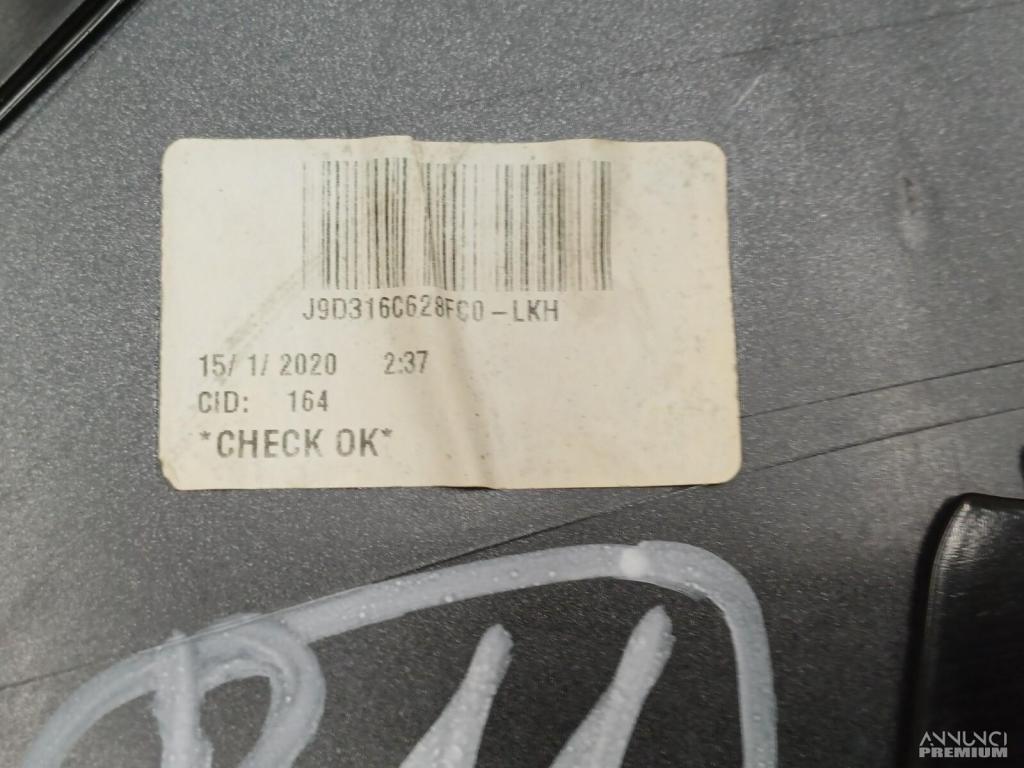 J9D316C628FC0-LKH
15/ 1/ 2020 2:37
CID: 164
*CHECK OK*
ANNUNCI
PREMIUM